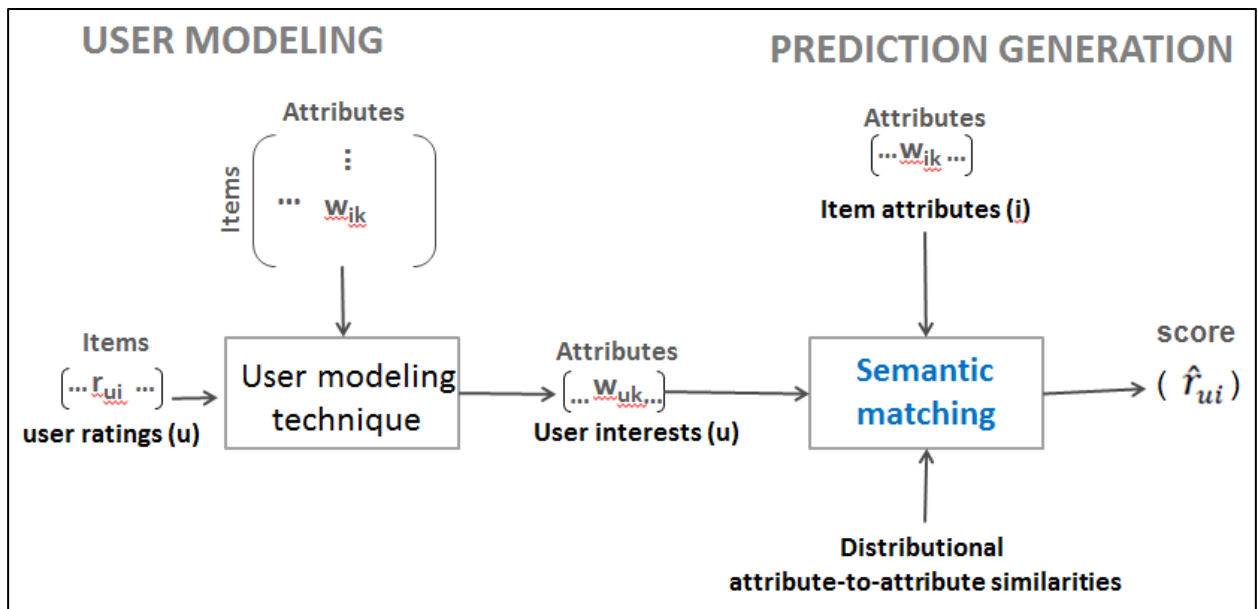 USER MODELING
PREDICTION GENERATION
Attributes
Items
⋮
... w_ik
Attributes
(... w_ik ...)
Item attributes (i)
Items
(... r_ui ...)
user ratings (u)
User modeling
technique
Attributes
(... w_uk...)
User interests (u)
Semantic
matching
score
( r̂_ui )
Distributional
attribute-to-attribute similarities